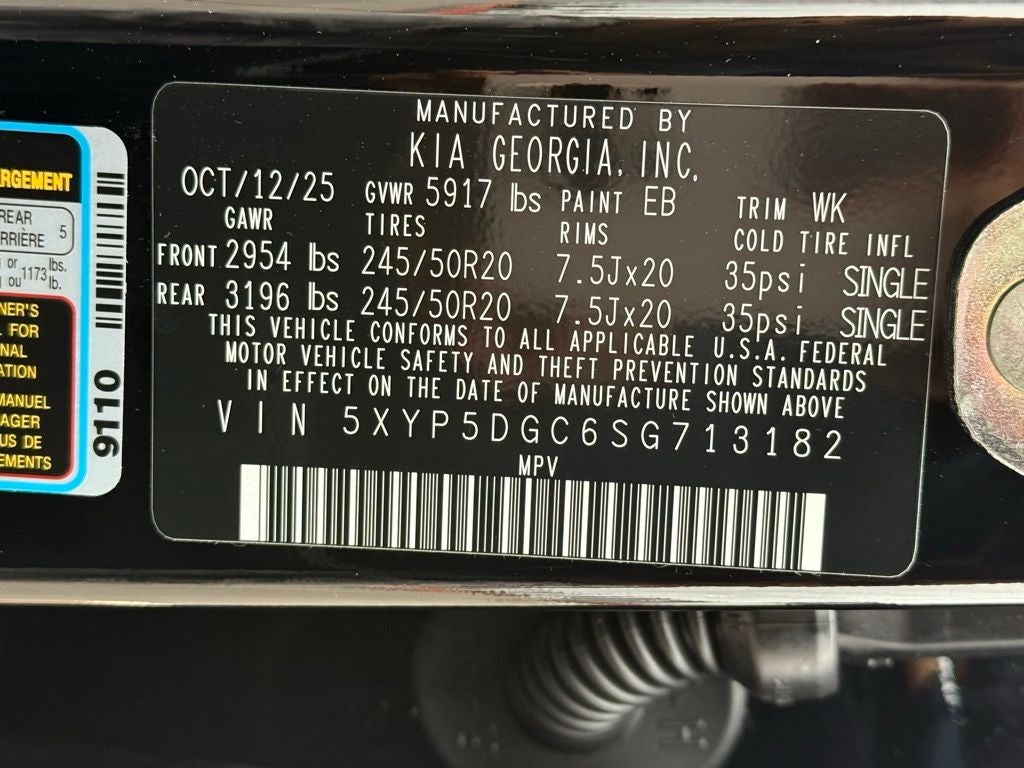 MANUFACTURED BY
KIA GEORGIA, INC.
OCT/12/25 GVWR 5917 lbs PAINT EB TRIM WK
GAWR TIRES RIMS COLD TIRE INFL
FRONT 2954 lbs 245/50R20 7.5Jx20 35psi SINGLE
REAR 3196 lbs 245/50R20 7.5Jx20 35psi SINGLE
THIS VEHICLE CONFORMS TO ALL APPLICABLE U.S.A. FEDERAL
MOTOR VEHICLE SAFETY AND THEFT PREVENTION STANDARDS
IN EFFECT ON THE DATE OF MANUFACTURE SHOWN ABOVE
VIN 5XYP5DGC6SG713182
MPV
RGEMENT
REAR
RRIÈRE 5
or 1173 lbs.
ou lb.
NER'S
FOR
NAL
ATION
MANUEL
AGER
US DE
EMENTS
9110